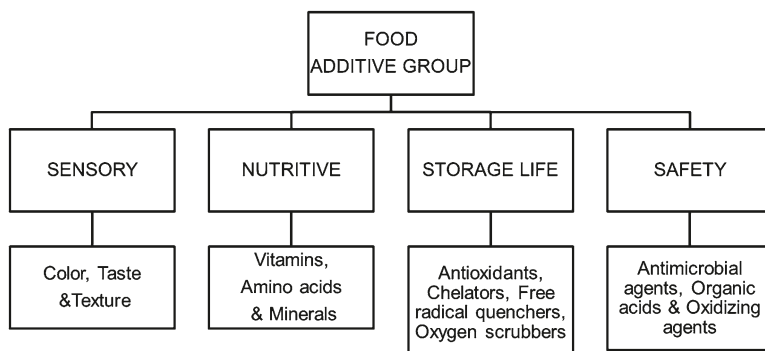 FOOD
ADDITIVE GROUP
SENSORY
NUTRITIVE
STORAGE LIFE
SAFETY
Color, Taste
&Texture
Vitamins,
Amino acids
& Minerals
Antioxidants,
Chelators, Free
radical quenchers,
Oxygen scrubbers
Antimicrobial
agents, Organic
acids & Oxidizing
agents